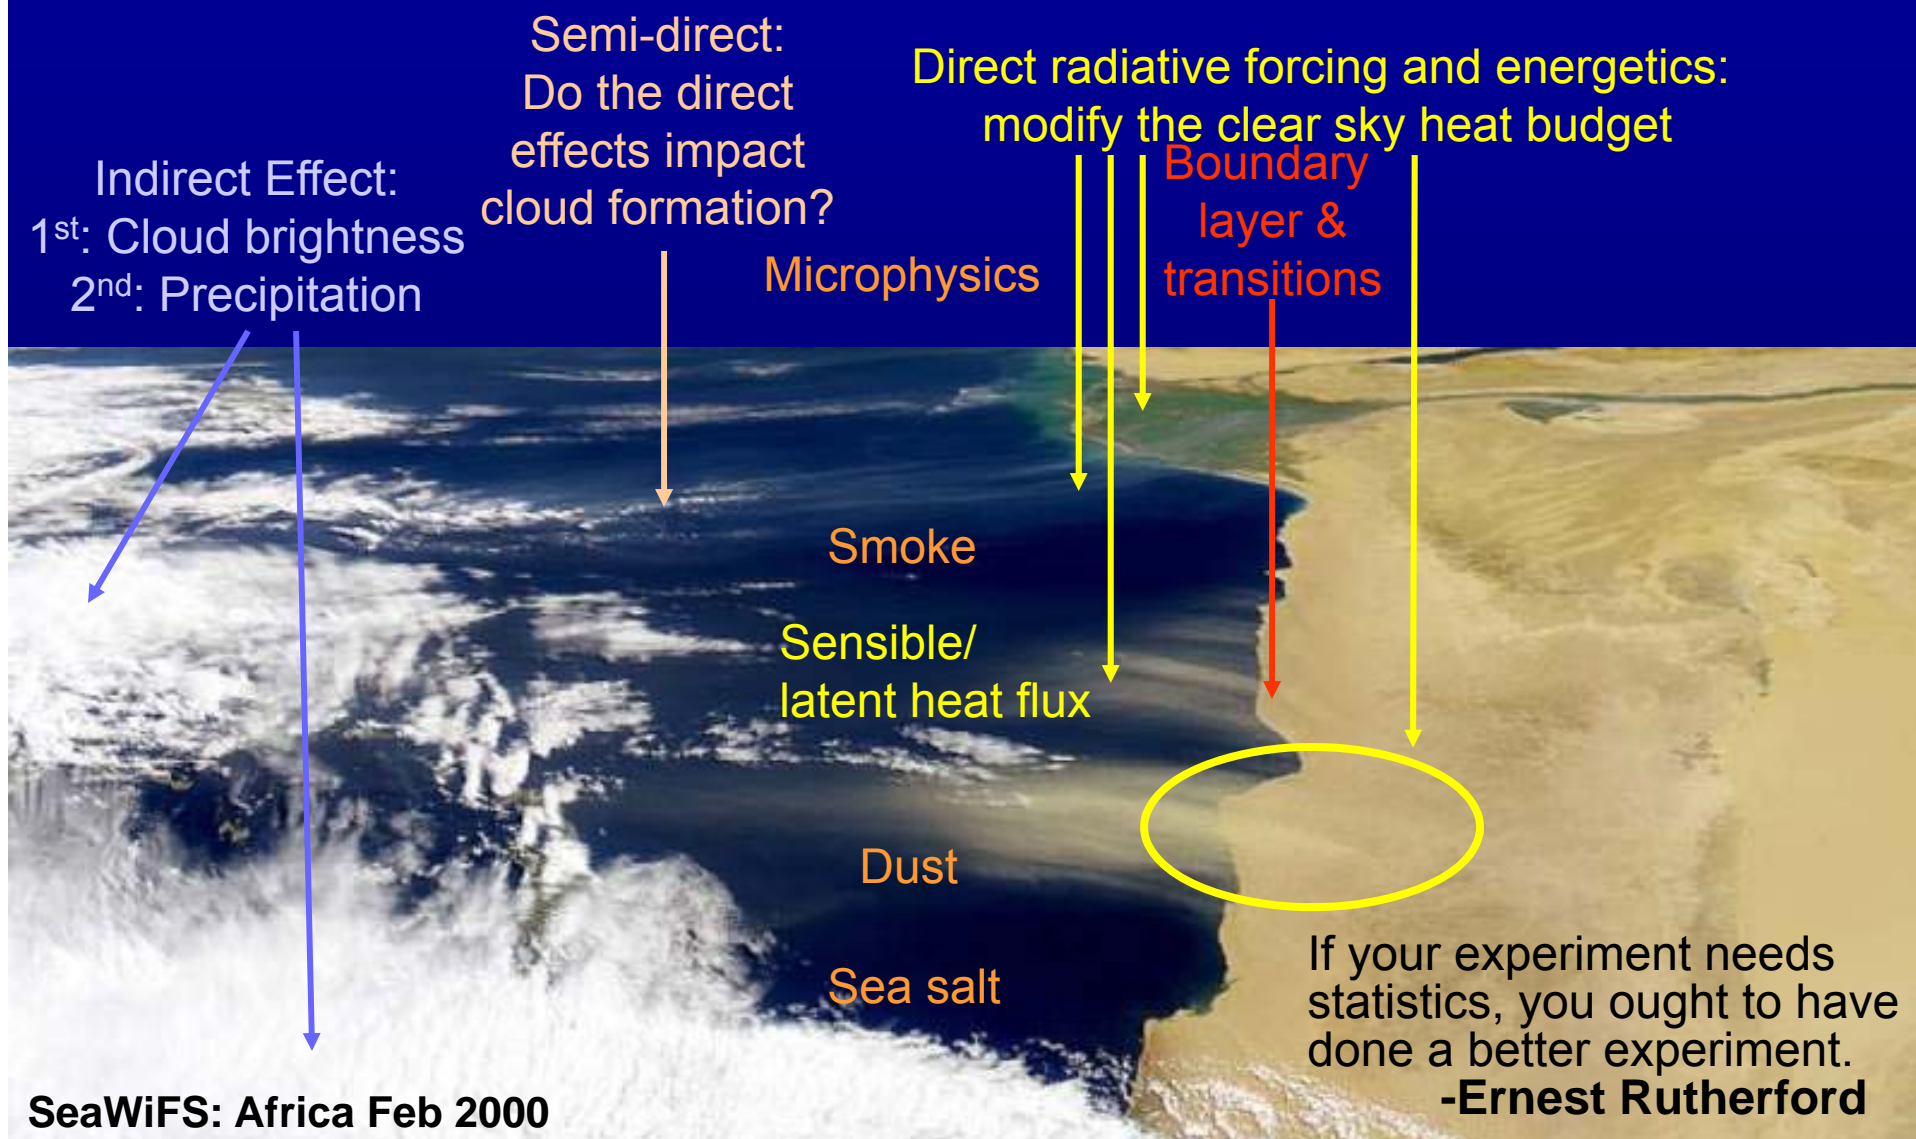 Semi-direct:
Do the direct
effects impact
cloud formation?
Direct radiative forcing and energetics:
modify the clear sky heat budget
Indirect Effect:
1st: Cloud brightness
2nd: Precipitation
Microphysics
Boundary
layer &
transitions
Smoke
Sensible/
latent heat flux
Dust
Sea salt
If your experiment needs
statistics, you ought to have
done a better experiment.
-Ernest Rutherford
SeaWiFS: Africa Feb 2000